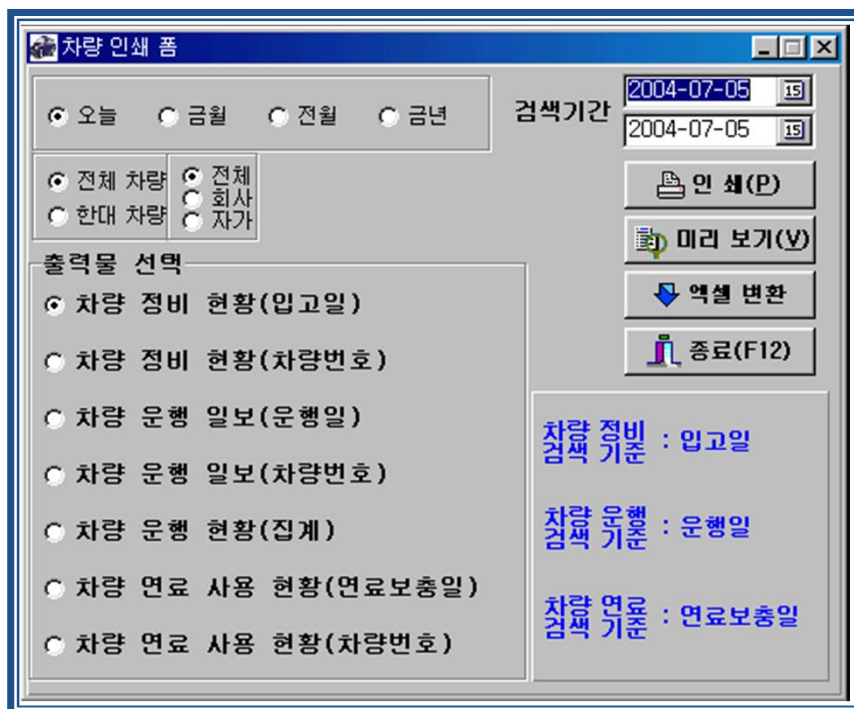 차량 인쇄 폼
오늘 금월 전월 금년
검색기간 2004-07-05 15
2004-07-05 15
전체 차량
한대 차량
전체
회사
자가
인 쇄(P)
미리 보기(V)
엑셀 변환
종료(F12)
출력물 선택
차량 정비 현황(입고일)
차량 정비 현황(차량번호)
차량 운행 일보(운행일)
차량 운행 일보(차량번호)
차량 운행 현황(집계)
차량 연료 사용 현황(연료보충일)
차량 연료 사용 현황(차량번호)
차량 정비
검색 기준 : 입고일
차량 운행
검색 기준 : 운행일
차량 연료
검색 기준 : 연료보충일